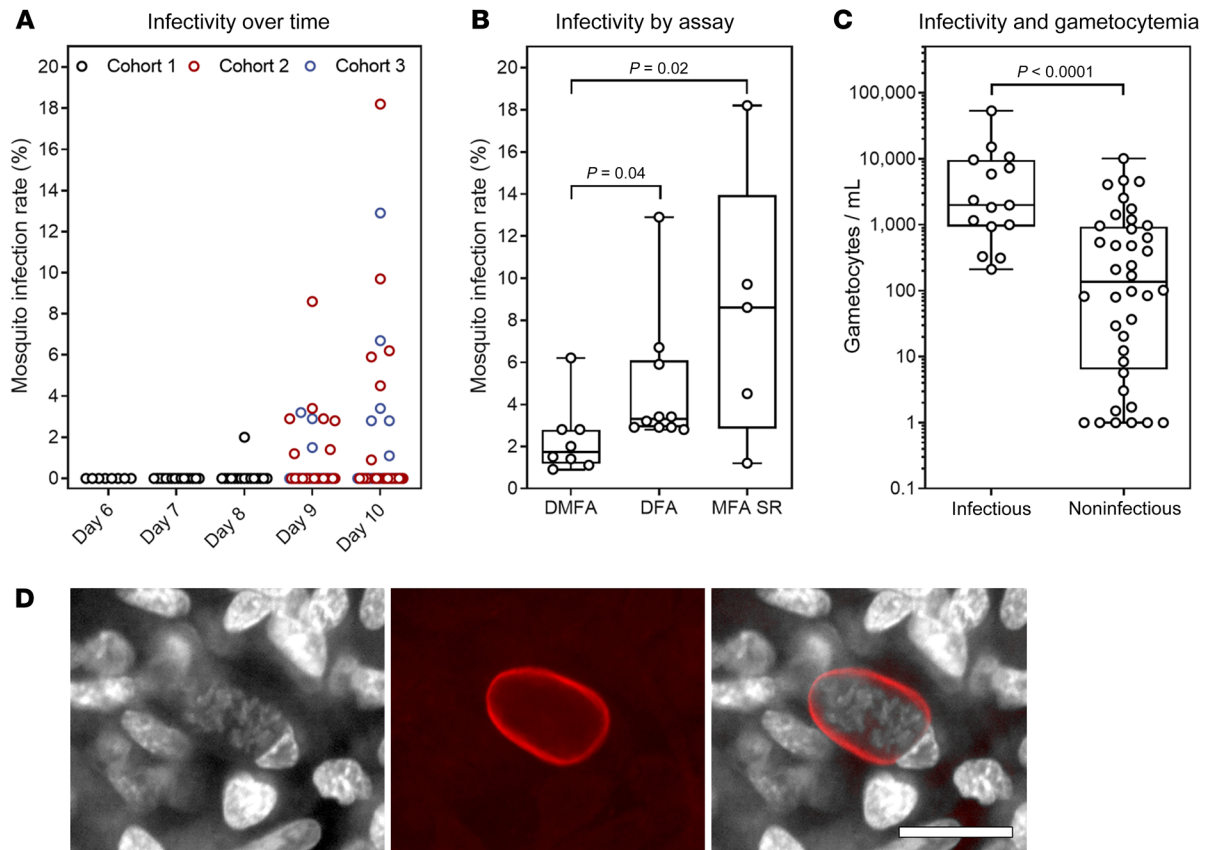 A
Infectivity over time
Mosquito infection rate (%)
20
18
16
14
12
10
8
6
4
2
0
Cohort 1
Cohort 2
Cohort 3
Day 6
Day 7
Day 8
Day 9
Day 10
B
Infectivity by assay
Mosquito infection rate (%)
20
18
16
14
12
10
8
6
4
2
0
P = 0.02
P = 0.04
DMFA
DFA
MFA SR
C
Infectivity and gametocytemia
Gametocytes / mL
100,000
10,000
1,000
100
10
1
0.1
P < 0.0001
Infectious
Noninfectious
D